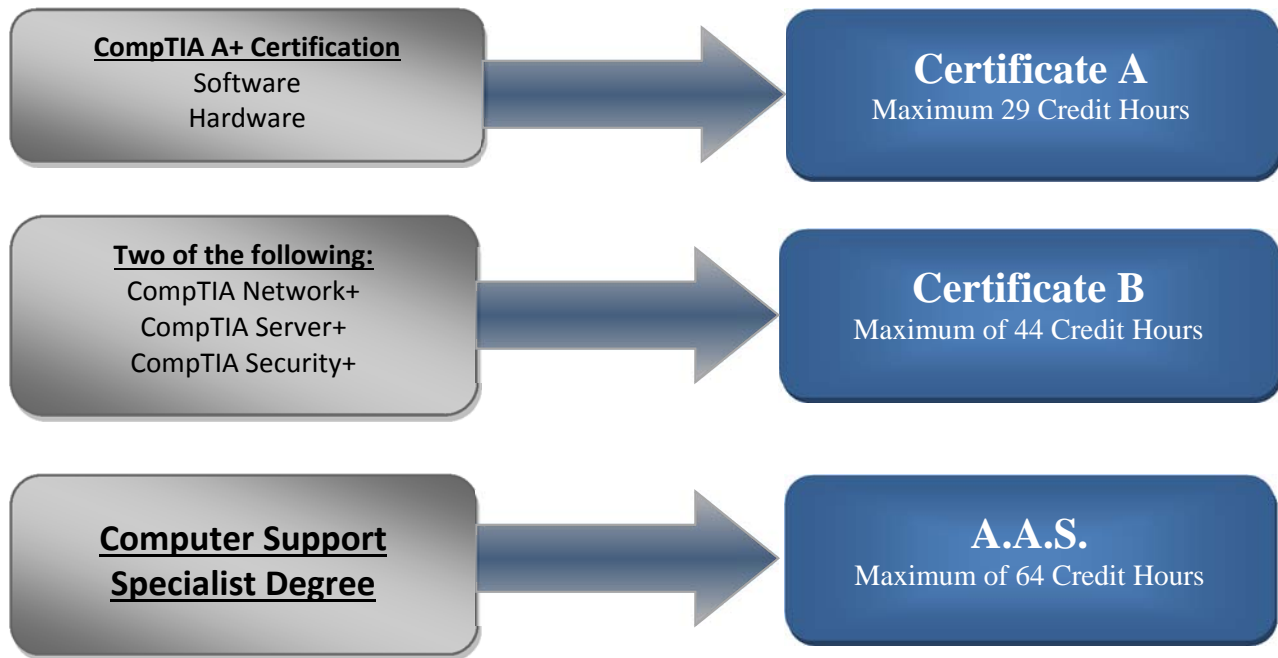 CompTIA A+ Certification
Software
Hardware
Certificate A
Maximum 29 Credit Hours
Two of the following:
CompTIA Network+
CompTIA Server+
CompTIA Security+
Certificate B
Maximum of 44 Credit Hours
Computer Support
Specialist Degree
A.A.S.
Maximum of 64 Credit Hours